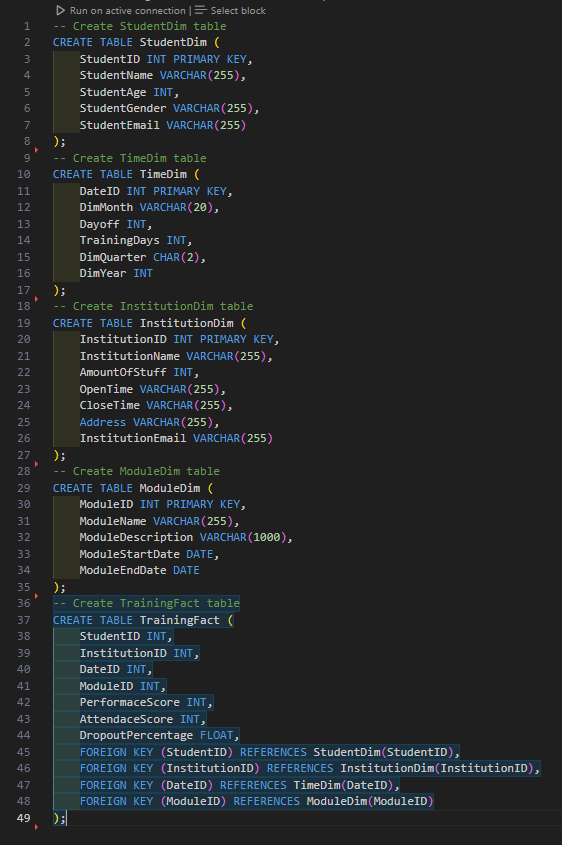 Run on active connection | Select block
1 -- Create StudentDim table
2 CREATE TABLE StudentDim (
3 StudentID INT PRIMARY KEY,
4 StudentName VARCHAR(255),
5 StudentAge INT,
6 StudentGender VARCHAR(255),
7 StudentEmail VARCHAR(255)
8 );
9 -- Create TimeDim table
10 CREATE TABLE TimeDim (
11 DateID INT PRIMARY KEY,
12 DimMonth VARCHAR(20),
13 Dayoff INT,
14 TrainingDays INT,
15 DimQuarter CHAR(2),
16 DimYear INT
17 );
18 -- Create InstitutionDim table
19 CREATE TABLE InstitutionDim (
20 InstitutionID INT PRIMARY KEY,
21 InstitutionName VARCHAR(255),
22 AmountOfStuff INT,
23 OpenTime VARCHAR(255),
24 CloseTime VARCHAR(255),
25 Address VARCHAR(255),
26 InstitutionEmail VARCHAR(255)
27 );
28 -- Create ModuleDim table
29 CREATE TABLE ModuleDim (
30 ModuleID INT PRIMARY KEY,
31 ModuleName VARCHAR(255),
32 ModuleDescription VARCHAR(1000),
33 ModuleStartDate DATE,
34 ModuleEndDate DATE
35 );
36 -- Create TrainingFact table
37 CREATE TABLE TrainingFact (
38 StudentID INT,
39 InstitutionID INT,
40 DateID INT,
41 ModuleID INT,
42 PerformaceScore INT,
43 AttendaceScore INT,
44 DropoutPercentage FLOAT,
45 FOREIGN KEY (StudentID) REFERENCES StudentDim(StudentID),
46 FOREIGN KEY (InstitutionID) REFERENCES InstitutionDim(InstitutionID),
47 FOREIGN KEY (DateID) REFERENCES TimeDim(DateID),
48 FOREIGN KEY (ModuleID) REFERENCES ModuleDim(ModuleID)
49 );